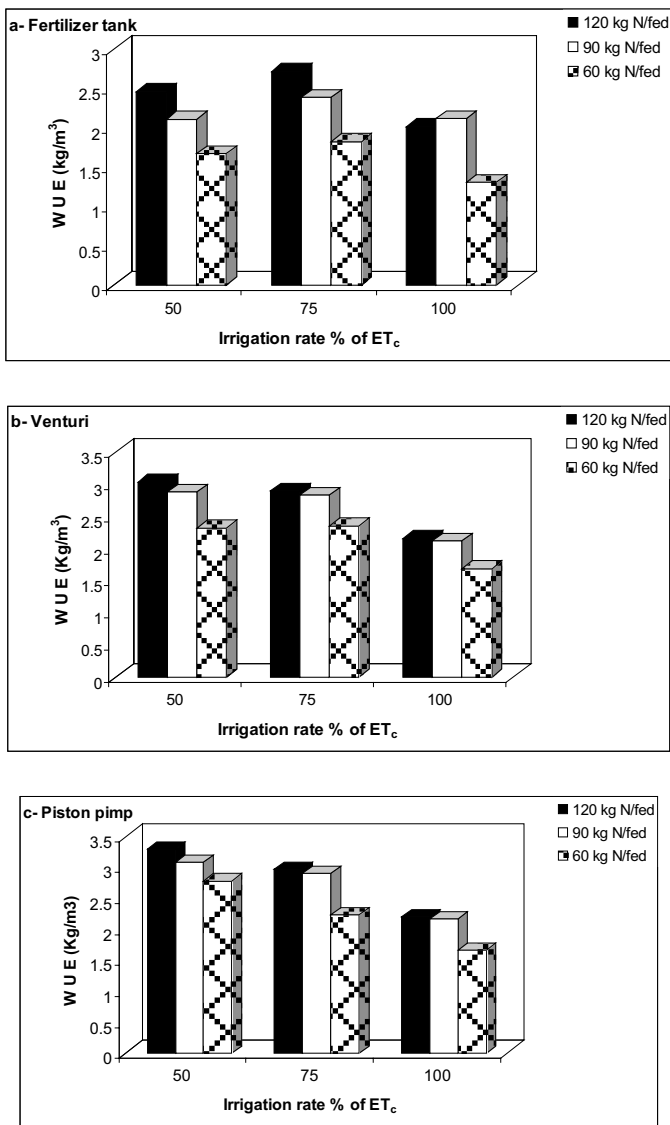 a- Fertilizer tank
120 kg N/fed
90 kg N/fed
60 kg N/fed
3
2.5
2
1.5
1
0.5
0
W U E (kg/m³)
50 75 100
Irrigation rate % of ETc
b- Venturi
120 kg N/fed
90 kg N/fed
60 kg N/fed
3.5
3
2.5
2
1.5
1
0.5
0
W U E (Kg/m³)
50 75 100
Irrigation rate % of ETc
c- Piston pimp
120 kg N/fed
90 kg N/fed
60 kg N/fed
3.5
3
2.5
2
1.5
1
0.5
0
W U E (Kg/m3)
50 75 100
Irrigation rate % of ETc